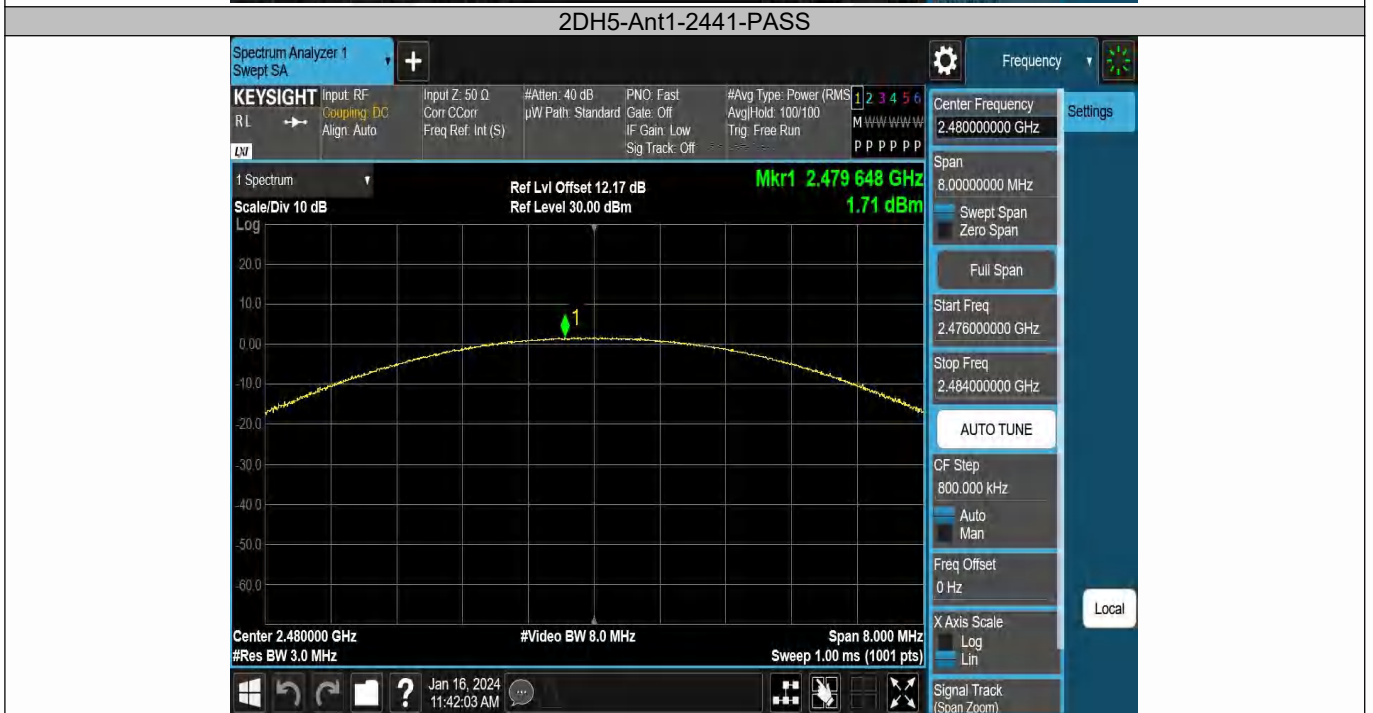 2DH5-Ant1-2441-PASS
Spectrum Analyzer 1
Swept SA
+
Frequency
KEYSIGHT
RL
LXI
Input: RF
Coupling: DC
Align: Auto
Input Z: 50 Ω
Corr CCorr
Freq Ref: Int (S)
#Atten: 40 dB
µW Path: Standard
PNO: Fast
Gate: Off
IF Gain: Low
Sig Track: Off
#Avg Type: Power (RMS
Avg|Hold: 100/100
Trig: Free Run
1 2 3 4 5 6
M W W W W W
P P P P P P
1 Spectrum
Scale/Div 10 dB
Log
Ref Lvl Offset 12.17 dB
Ref Level 30.00 dBm
Mkr1 2.479 648 GHz
1.71 dBm
20.0
10.0
0.00
-10.0
-20.0
-30.0
-40.0
-50.0
-60.0
1
Center 2.480000 GHz
#Res BW 3.0 MHz
#Video BW 8.0 MHz
Span 8.000 MHz
Sweep 1.00 ms (1001 pts)
Center Frequency
2.480000000 GHz
Settings
Span
8.00000000 MHz
Swept Span
Zero Span
Full Span
Start Freq
2.476000000 GHz
Stop Freq
2.484000000 GHz
AUTO TUNE
CF Step
800.000 kHz
Auto
Man
Freq Offset
0 Hz
X Axis Scale
Log
Lin
Local
Signal Track
(Span Zoom)
?
Jan 16, 2024
11:42:03 AM